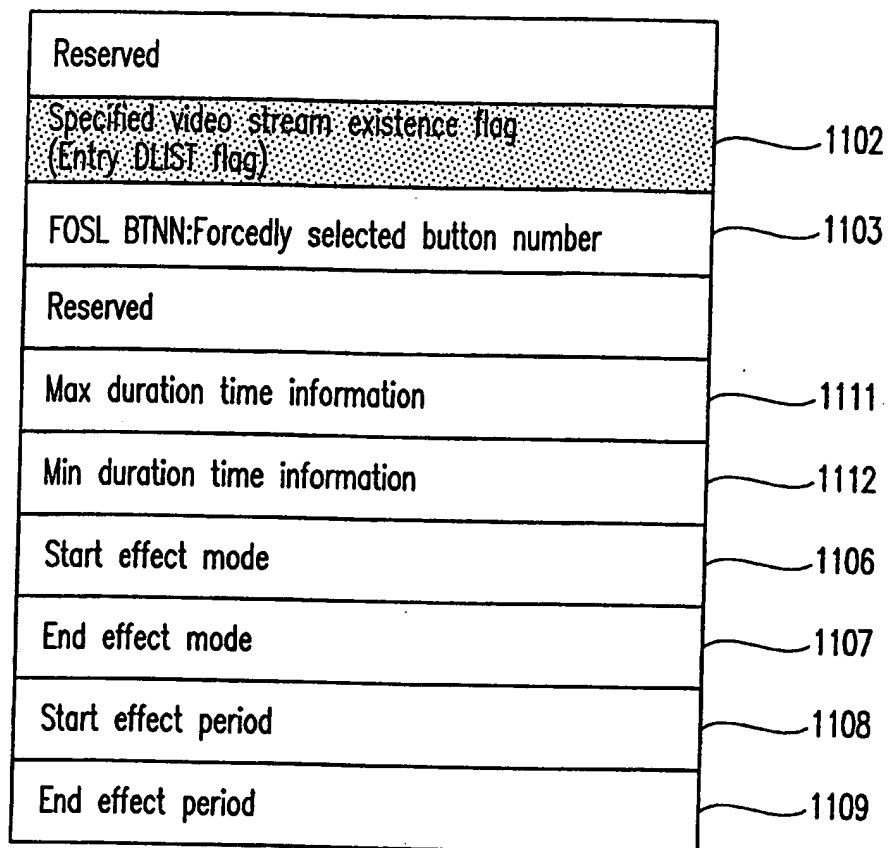 Reserved
Specified video stream existence flag
(Entry DLIST flag)
1102
FOSL BTNN:Forcedly selected button number
1103
Reserved
Max duration time information
1111
Min duration time information
1112
Start effect mode
1106
End effect mode
1107
Start effect period
1108
End effect period
1109